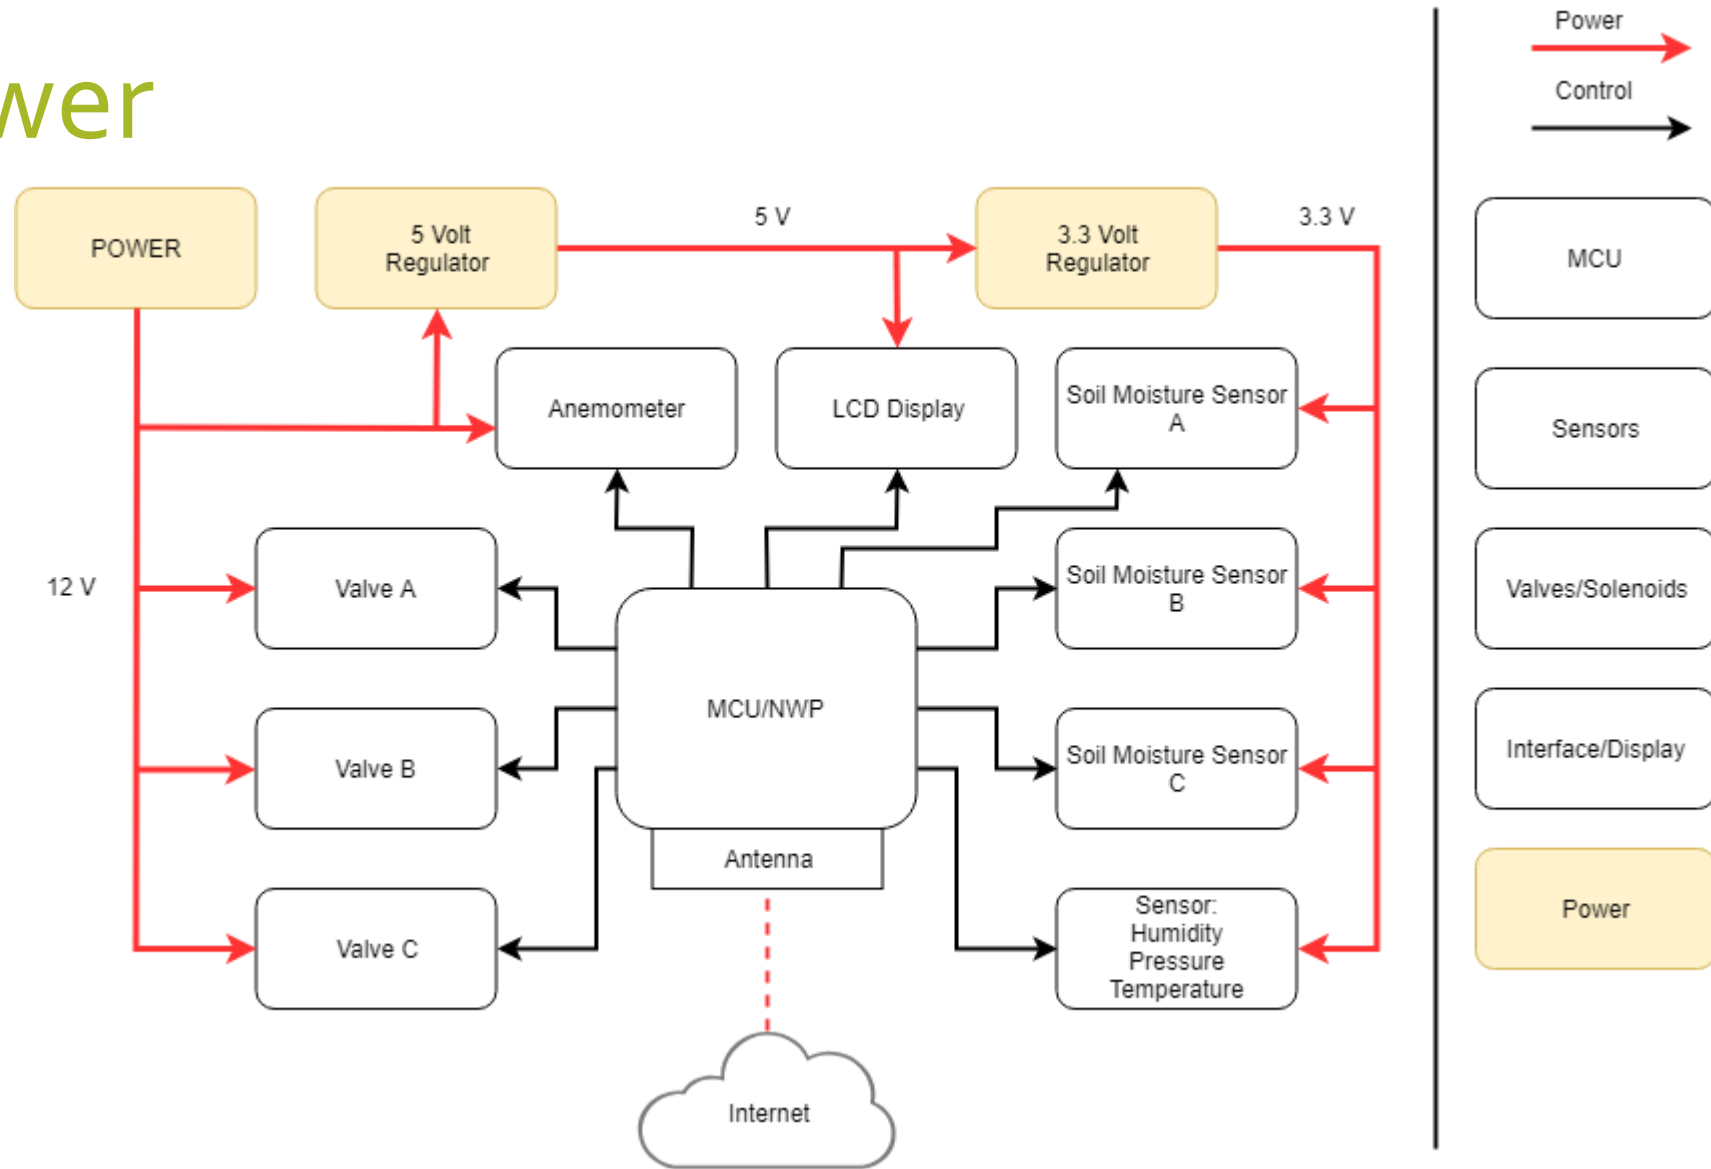 wer
POWER
5 Volt
Regulator
5 V
3.3 Volt
Regulator
3.3 V
Anemometer
LCD Display
Soil Moisture Sensor
A
12 V
Valve A
Soil Moisture Sensor
B
MCU/NWP
Valve B
Soil Moisture Sensor
C
Antenna
Valve C
Sensor:
Humidity
Pressure
Temperature
Internet
Power
Control
MCU
Sensors
Valves/Solenoids
Interface/Display
Power